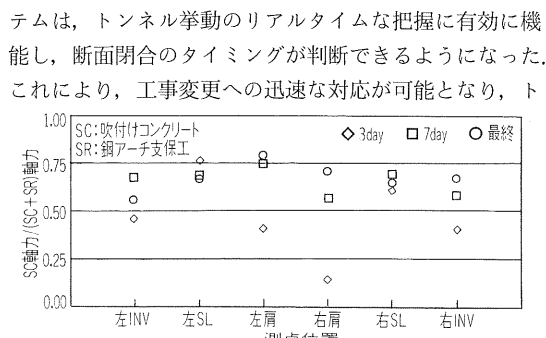 テムは，トンネル挙動のリアルタイムな把握に有効に機
能し，断面閉合のタイミングが判断できるようになった．
これにより，工事変更への迅速な対応が可能となり，ト
SC:吹付けコンクリート
SR:鋼アーチ支保工
◇ 3day □ 7day ○ 最終
SC軸力/(SC+SR)軸力
1.00
0.75
0.50
0.25
0.00
左INV 左SL 左肩 右肩 右SL 右INV
測点位置